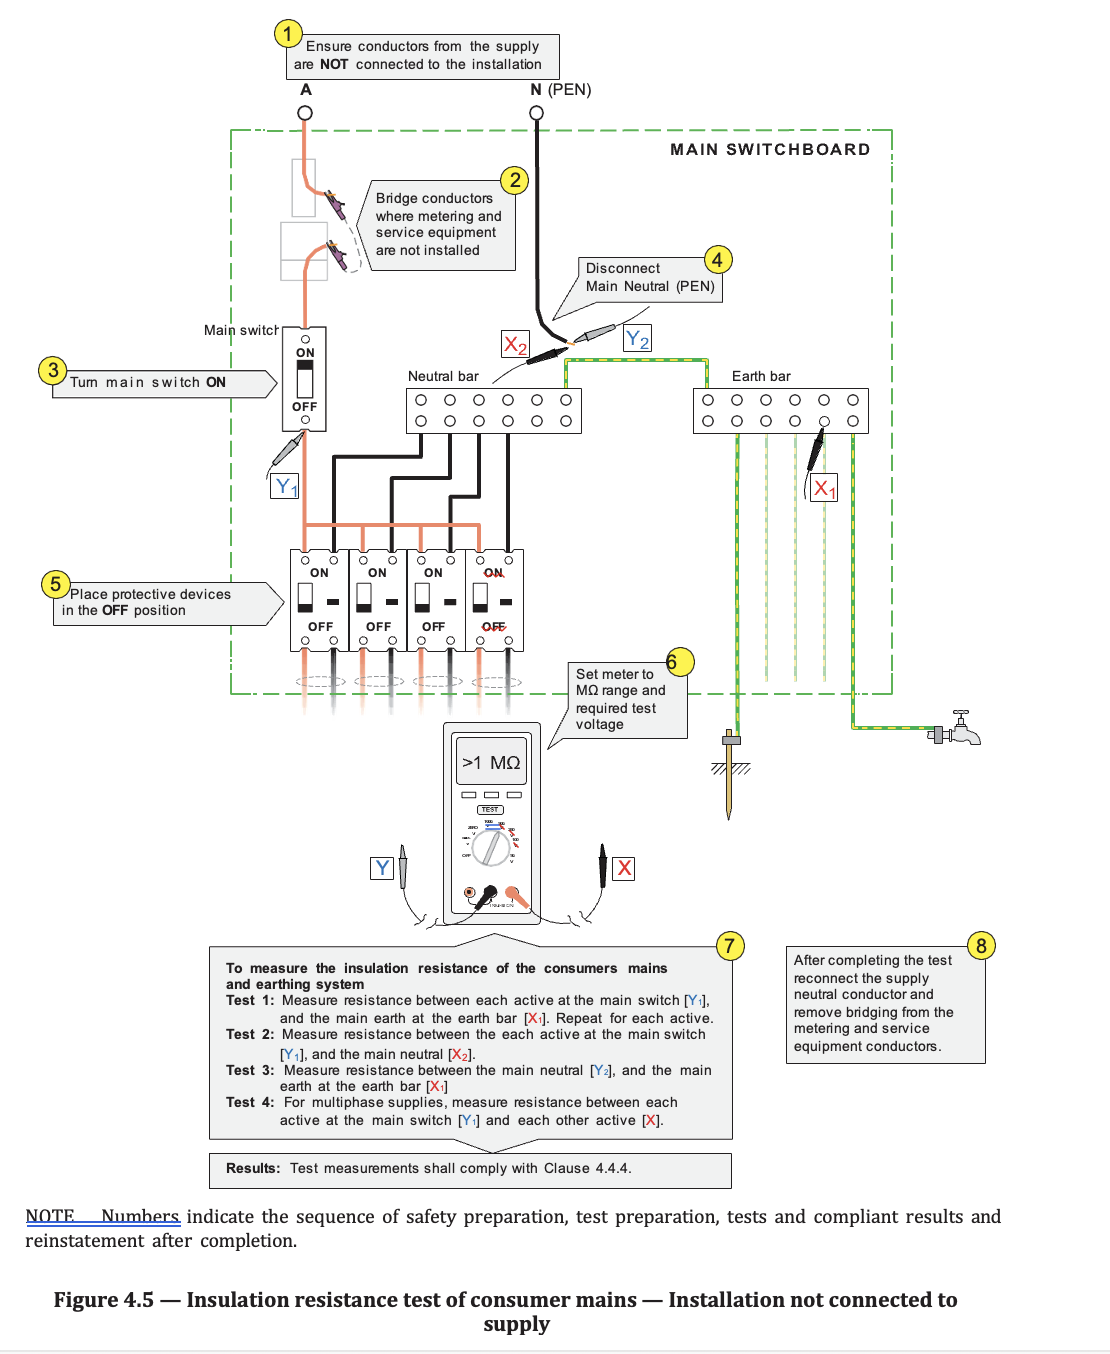 1
Ensure conductors from the supply
are NOT connected to the installation
A
N (PEN)
MAIN SWITCHBOARD
2
Bridge conductors
where metering and
service equipment
are not installed
4
Disconnect
Main Neutral (PEN)
Main switch
X2
Y2
ON
3
Turn main switch ON
Neutral bar
Earth bar
OFF
Y1
X1
ON
ON
ON
ON
5
Place protective devices
in the OFF position
OFF
OFF
OFF
OFF
6
Set meter to
MΩ range and
required test
voltage
>1 MΩ
TEST
Y
X
7
To measure the insulation resistance of the consumers mains
and earthing system
Test 1: Measure resistance between each active at the main switch [Y1],
and the main earth at the earth bar [X1]. Repeat for each active.
Test 2: Measure resistance between the each active at the main switch
[Y1], and the main neutral [X2].
Test 3: Measure resistance between the main neutral [Y2], and the main
earth at the earth bar [X1]
Test 4: For multiphase supplies, measure resistance between each
active at the main switch [Y1] and each other active [X].
Results: Test measurements shall comply with Clause 4.4.4.
8
After completing the test
reconnect the supply
neutral conductor and
remove bridging from the
metering and service
equipment conductors.
NOTE Numbers indicate the sequence of safety preparation, test preparation, tests and compliant results and
reinstatement after completion.
Figure 4.5 — Insulation resistance test of consumer mains — Installation not connected to
supply